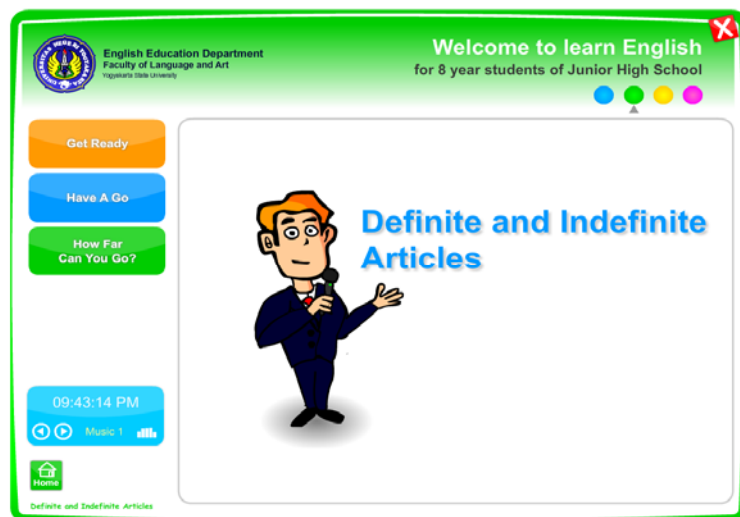 English Education Department
Faculty of Language and Art
Yogyakarta State University
Welcome to learn English
for 8 year students of Junior High School
Get Ready
Have A Go
How Far
Can You Go?
Definite and Indefinite
Articles
09:43:14 PM
Music 1
Home
Definite and Indefinite Articles